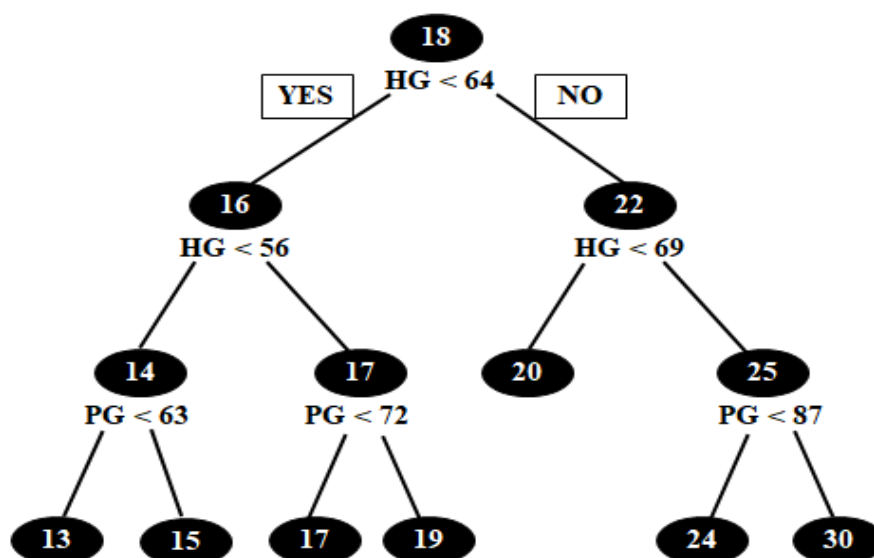 18
HG < 64
YES
NO
16
22
HG < 56
HG < 69
14
17
20
25
PG < 63
PG < 72
PG < 87
13
15
17
19
24
30